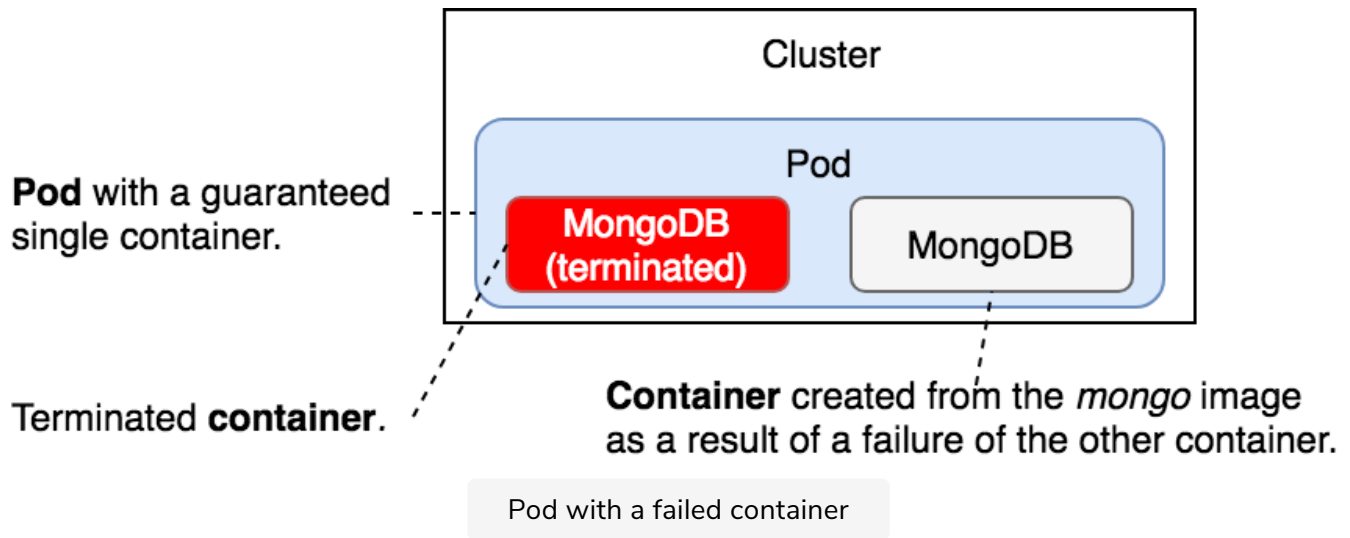 Cluster
Pod
Pod with a guaranteed
single container.
MongoDB
(terminated)
MongoDB
Terminated container.
Container created from the mongo image
as a result of a failure of the other container.
Pod with a failed container